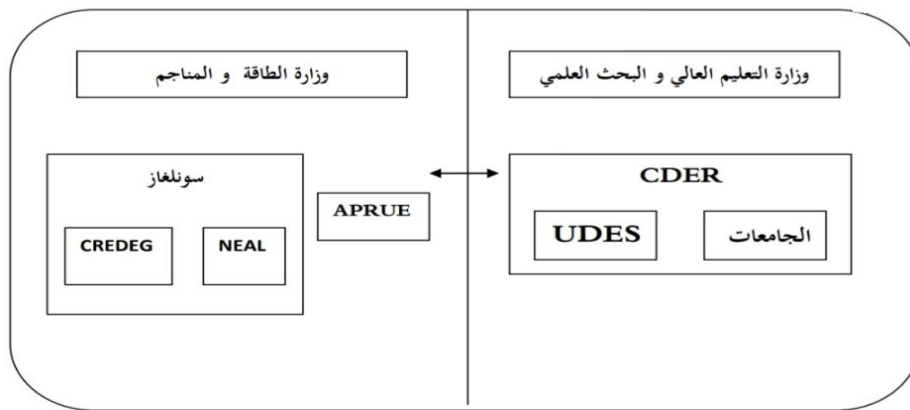 وزارة التعليم العالي و البحث العلمي
وزارة الطاقة و المناجم
CDER
UDES
الجامعات
سونلغاز
APRUE
CREDEG
NEAL